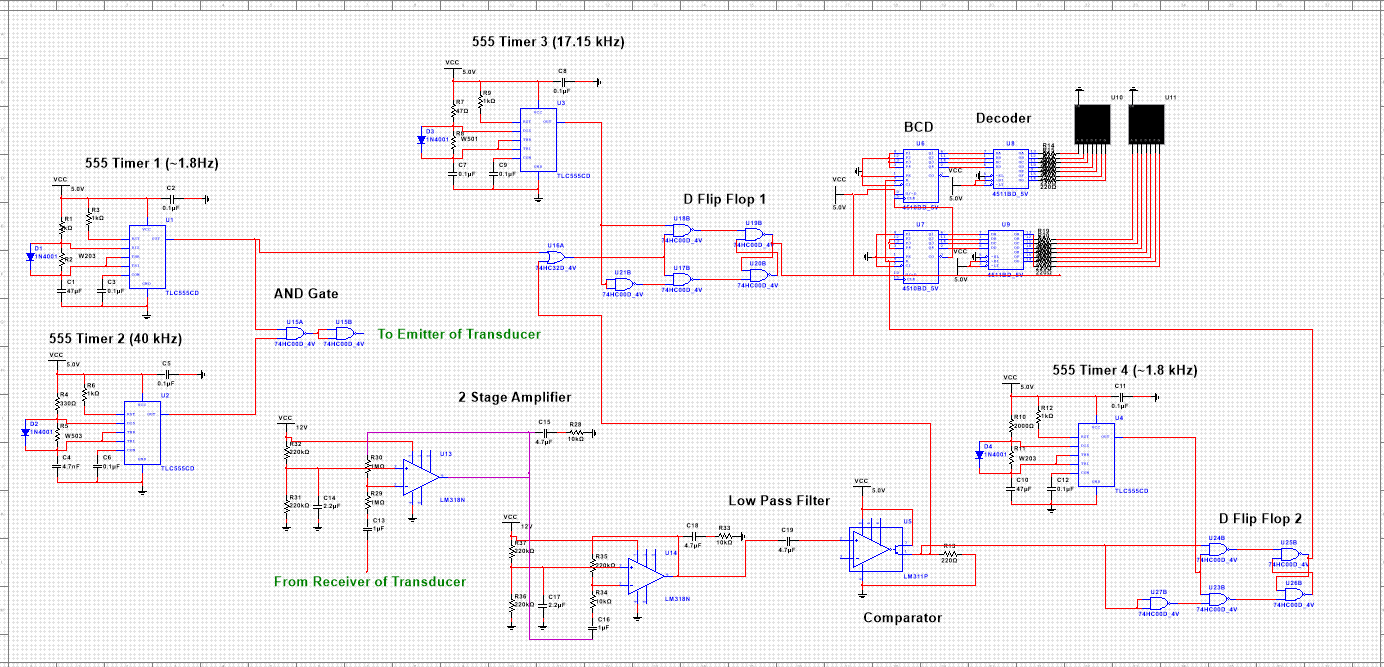 555 Timer 3 (17.15 kHz)
VCC
5.0V
C8
0.1µF
R7
47Ω
R9
1kΩ
U3
D3
1N4001
W501
C7
0.1µF
C9
0.1µF
TLC555CD
555 Timer 1 (~1.8Hz)
VCC
5.0V
C2
0.1µF
R1
R3
1kΩ
U1
D1
1N4001
R2
W203
C1
47µF
C3
0.1µF
TLC555CD
AND Gate
U15A
U15B
74HC00D_4V
74HC00D_4V
To Emitter of Transducer
555 Timer 2 (40 kHz)
VCC
5.0V
C5
0.1µF
R4
330Ω
R6
1kΩ
U2
D2
1N4001
R5
W503
C4
4.7nF
C6
0.1µF
TLC555CD
U16A
74HC32D_4V
D Flip Flop 1
U18B
74HC00D_4V
U19B
74HC00D_4V
U21B
74HC00D_4V
U17B
74HC00D_4V
U20B
74HC00D_4V
BCD
Decoder
U10
U11
VCC
5.0V
U6
4510BD_5V
VCC
5.0V
U8
4511BD_5V
R14
220Ω
U7
4510BD_5V
VCC
5.0V
U9
4511BD_5V
2 Stage Amplifier
VCC
12V
R32
220kΩ
R31
220kΩ
C14
2.2µF
R30
1MΩ
R29
1MΩ
C13
1µF
U13
LM318N
C15
4.7µF
R28
10kΩ
From Receiver of Transducer
VCC
12V
R37
220kΩ
R36
220kΩ
C17
2.2µF
R35
220kΩ
R34
10kΩ
C16
1µF
U14
LM318N
C18
4.7µF
R33
10kΩ
Low Pass Filter
C19
4.7µF
VCC
5.0V
U5
LM311P
220Ω
Comparator
555 Timer 4 (~1.8 kHz)
VCC
5.0V
C11
0.1µF
R10
2000Ω
R12
1kΩ
U4
D4
1N4001
R11
W203
C10
47µF
C12
0.1µF
TLC555CD
D Flip Flop 2
U24B
74HC00D_4V
U25B
74HC00D_4V
U27B
74HC00D_4V
U23B
74HC00D_4V
U26B
74HC00D_4V